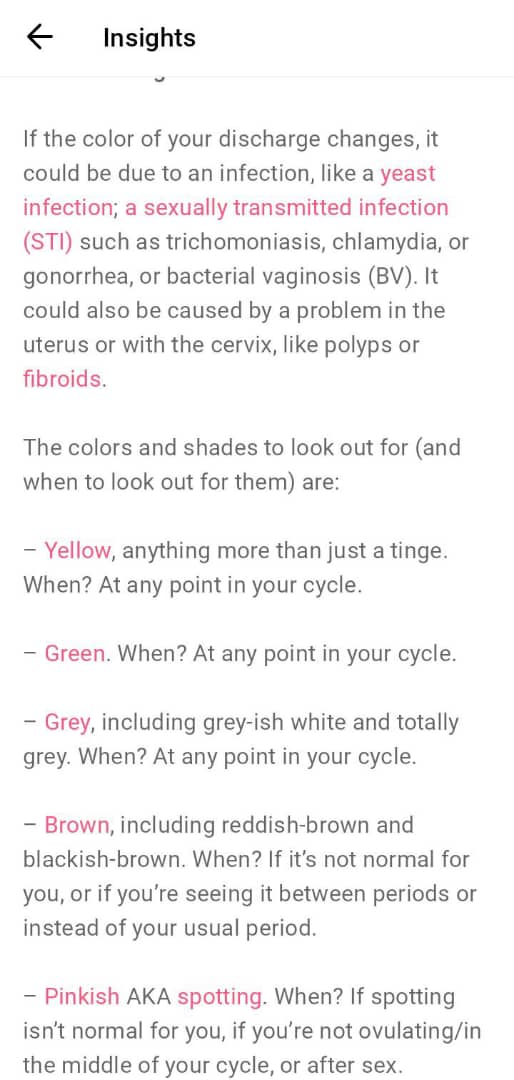 Insights
If the color of your discharge changes, it
could be due to an infection, like a yeast
infection; a sexually transmitted infection
(STI) such as trichomoniasis, chlamydia, or
gonorrhea, or bacterial vaginosis (BV). It
could also be caused by a problem in the
uterus or with the cervix, like polyps or
fibroids.
The colors and shades to look out for (and
when to look out for them) are:
– Yellow, anything more than just a tinge.
When? At any point in your cycle.
– Green. When? At any point in your cycle.
– Grey, including grey-ish white and totally
grey. When? At any point in your cycle.
– Brown, including reddish-brown and
blackish-brown. When? If it’s not normal for
you, or if you’re seeing it between periods or
instead of your usual period.
– Pinkish AKA spotting. When? If spotting
isn’t normal for you, if you’re not ovulating/in
the middle of your cycle, or after sex.